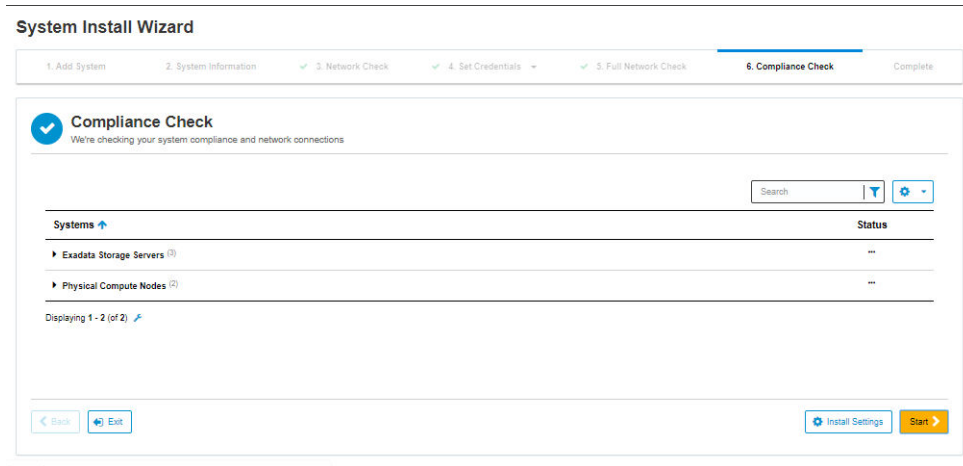 System Install Wizard
1. Add System 2. System Information 3. Network Check 4. Set Credentials 5. Full Network Check 6. Compliance Check Complete
Compliance Check
We're checking your system compliance and network connections
Search
Systems Status
Exadata Storage Servers (3) ...
Physical Compute Nodes (2) ...
Displaying 1 - 2 (of 2)
Back Exit Install Settings Start